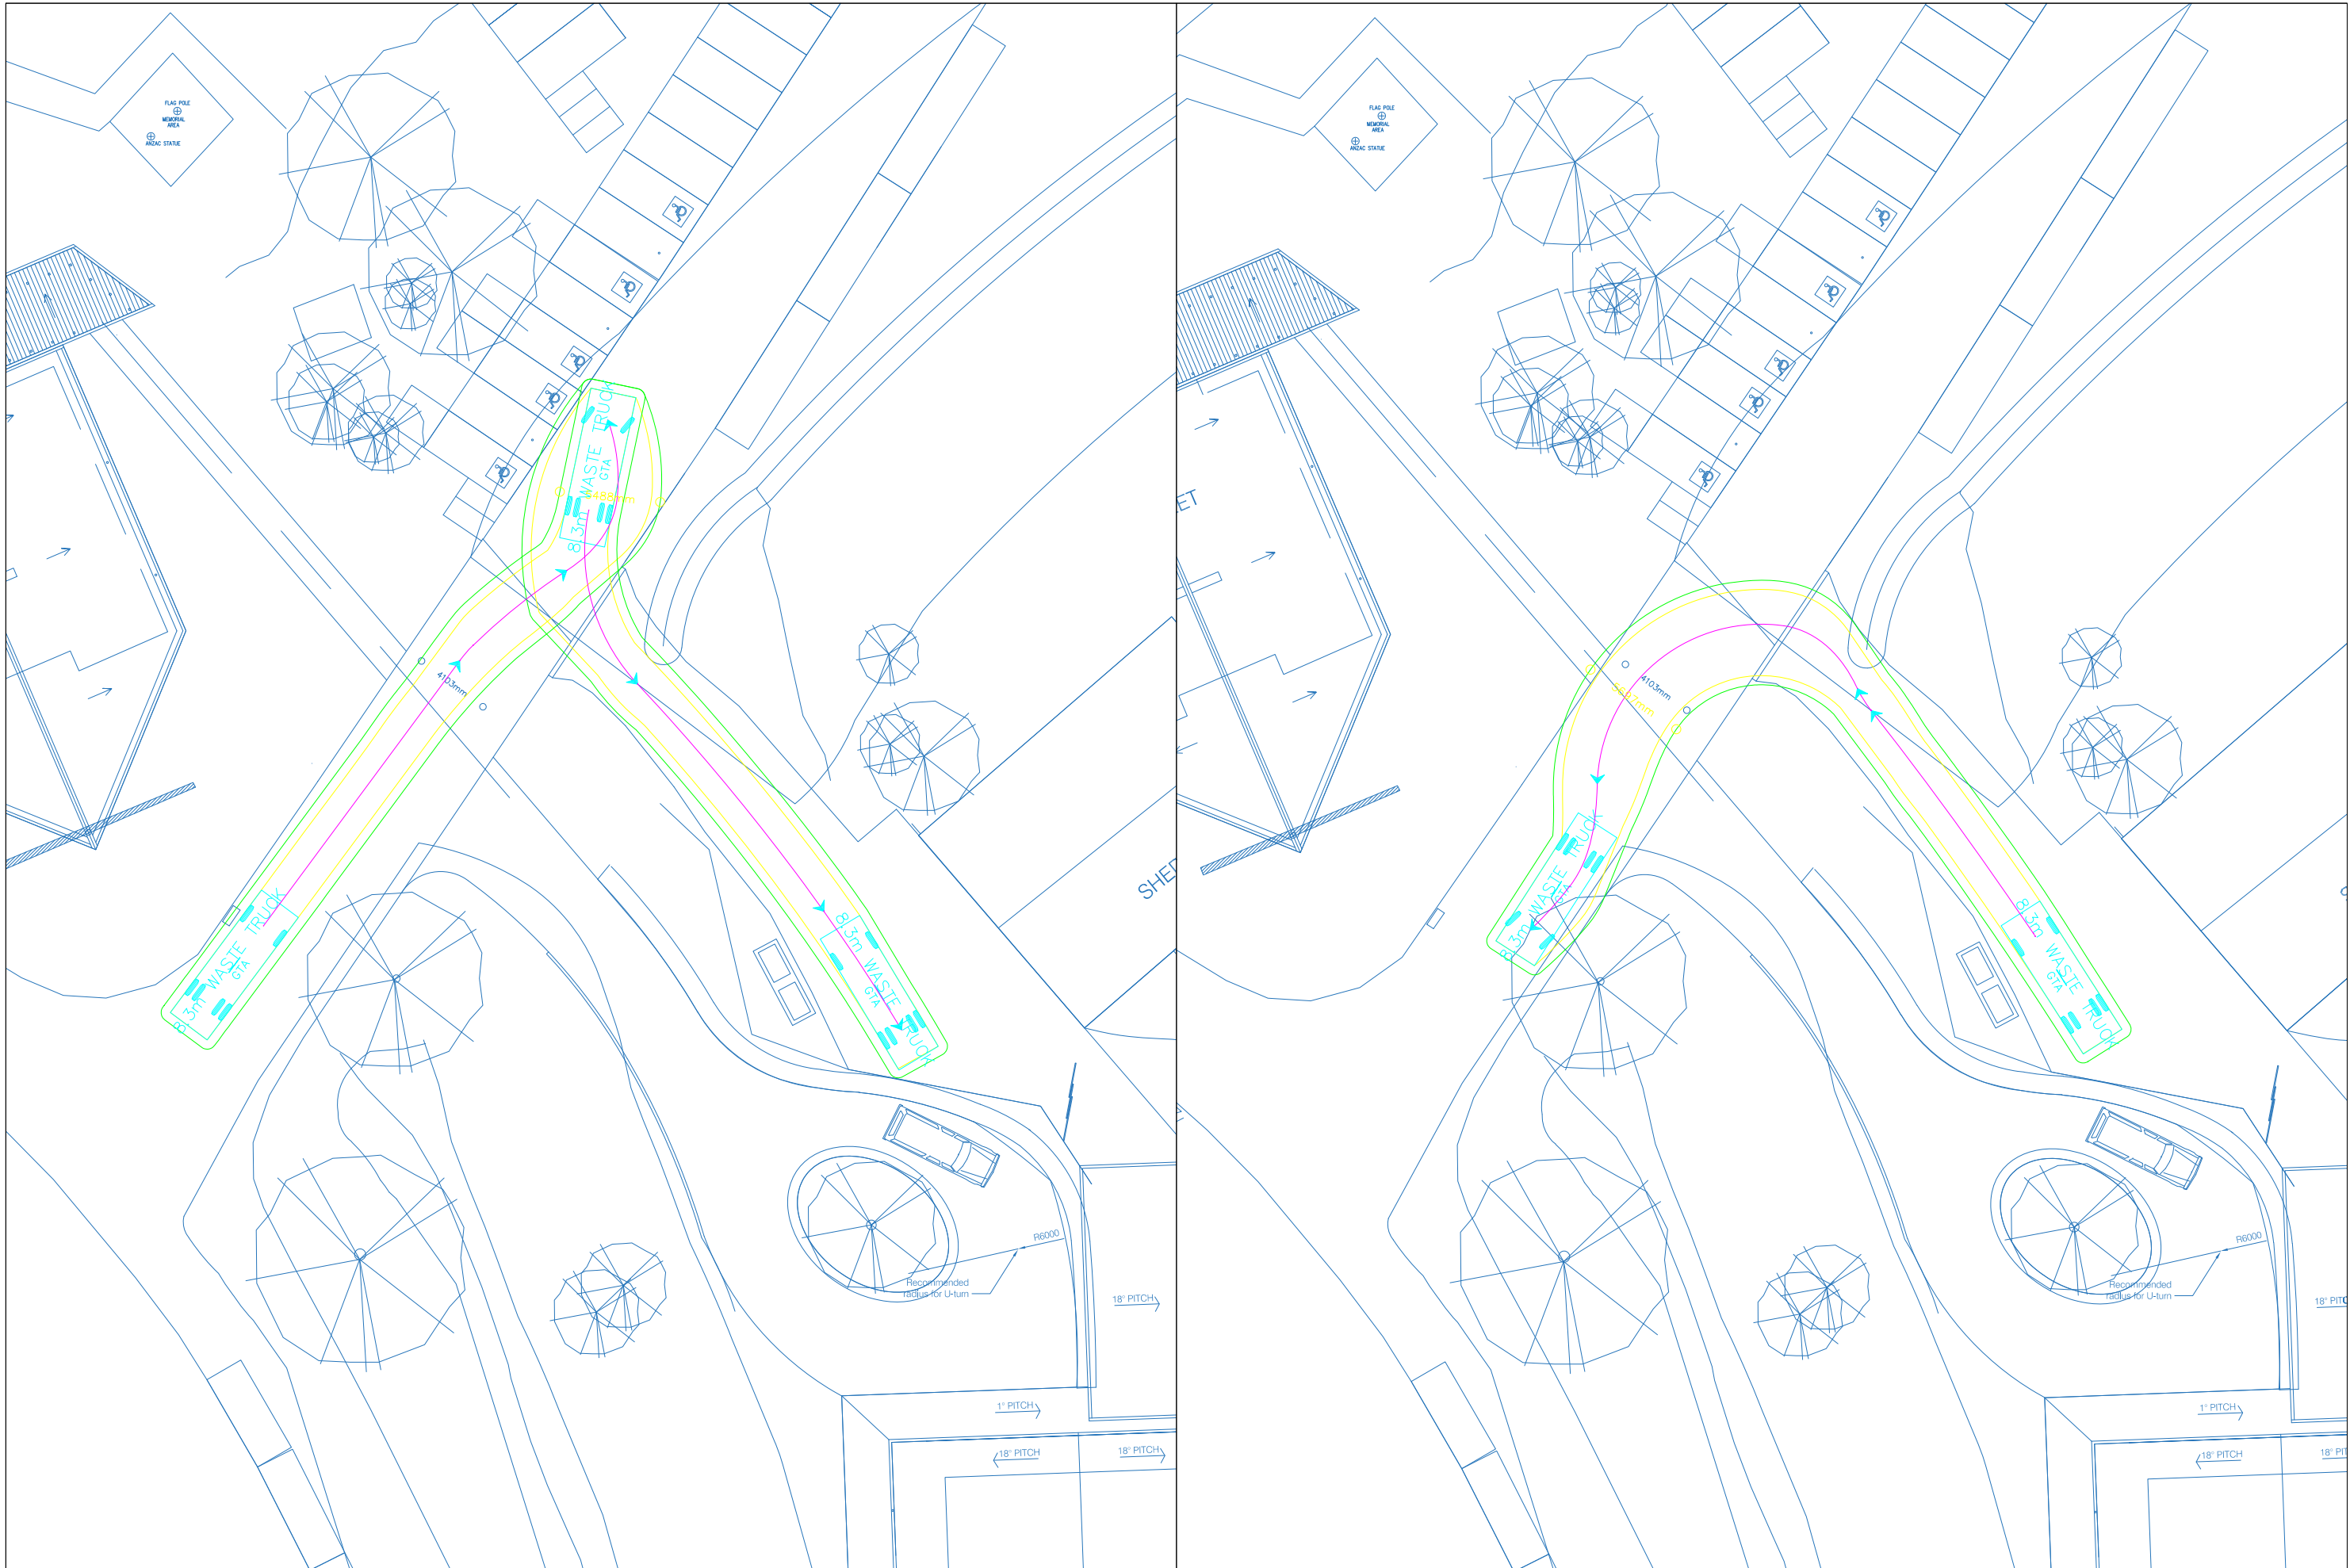 FLAG POLE
MEMORIAL
AREA
ANZAC STATUE
8.3m WASTE TRUCK
GTA
4103mm
8.3m WASTE TRUCK
GTA
8.3m WASTE TRUCK
GTA
R6000
Recommended
radius for U-turn
18° PITCH
1° PITCH
18° PITCH
18° PITCH
FLAG POLE
MEMORIAL
AREA
ANZAC STATUE
4103mm
8.3m WASTE TRUCK
GTA
8.3m WASTE TRUCK
GTA
R6000
Recommended
radius for U-turn
1° PITCH
18° PITCH